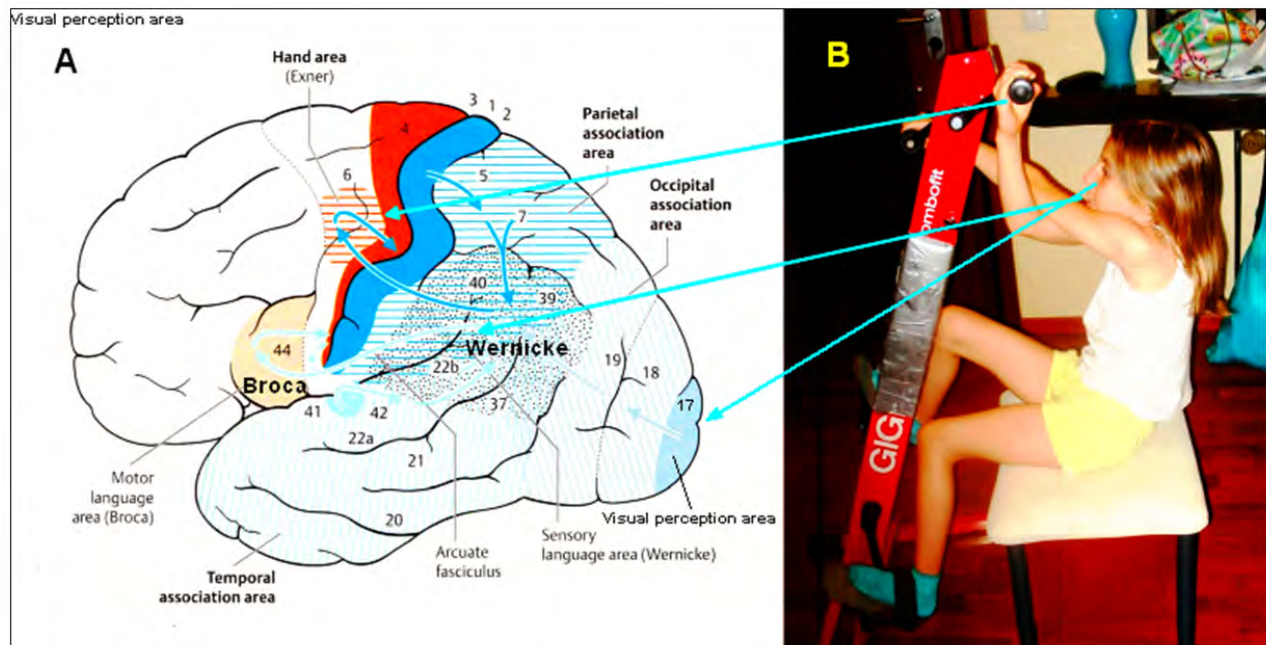 Visual perception area
A
Hand area
(Exner)
3
1
2
4
6
5
Parietal
association
area
Occipital
association
area
7
40
39
Wernicke
44
Broca
22b
19
18
17
41
42
37
22a
21
20
Motor
language
area (Broca)
Temporal
association area
Arcuate
fasciculus
Sensory
language area (Wernicke)
Visual perception area
B
ombofit
GIG